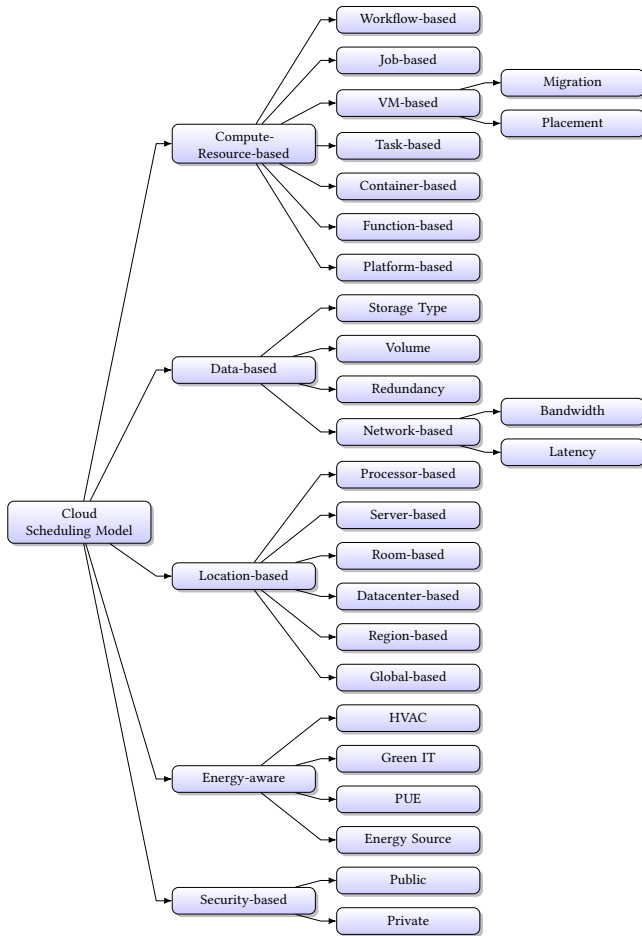 Workflow-based
Job-based
VM-based
Migration
Placement
Compute-
Resource-based
Task-based
Container-based
Function-based
Platform-based
Storage Type
Volume
Data-based
Redundancy
Network-based
Bandwidth
Latency
Processor-based
Cloud
Scheduling Model
Server-based
Room-based
Location-based
Datacenter-based
Region-based
Global-based
HVAC
Green IT
Energy-aware
PUE
Energy Source
Public
Security-based
Private